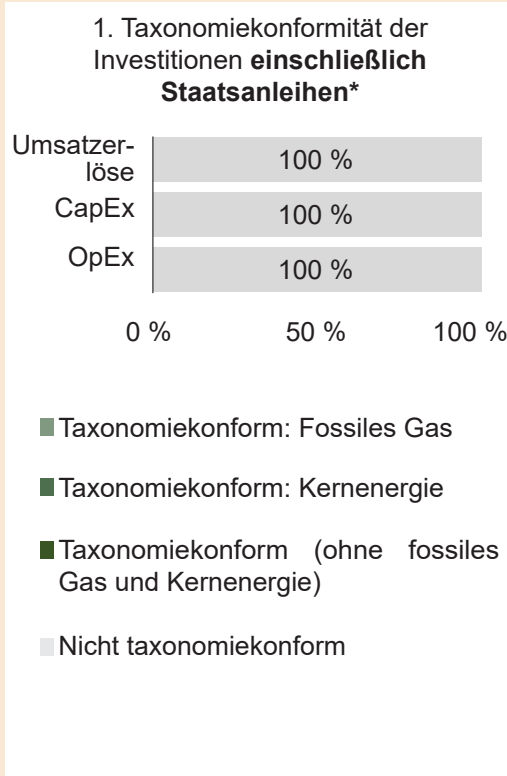 1. Taxonomiekonformität der
Investitionen einschließlich
Staatsanleihen*
Umsatzer-
löse
100 %
CapEx
100 %
OpEx
100 %
0 % 50 % 100 %
Taxonomiekonform: Fossiles Gas
Taxonomiekonform: Kernenergie
Taxonomiekonform (ohne fossiles
Gas und Kernenergie)
Nicht taxonomiekonform